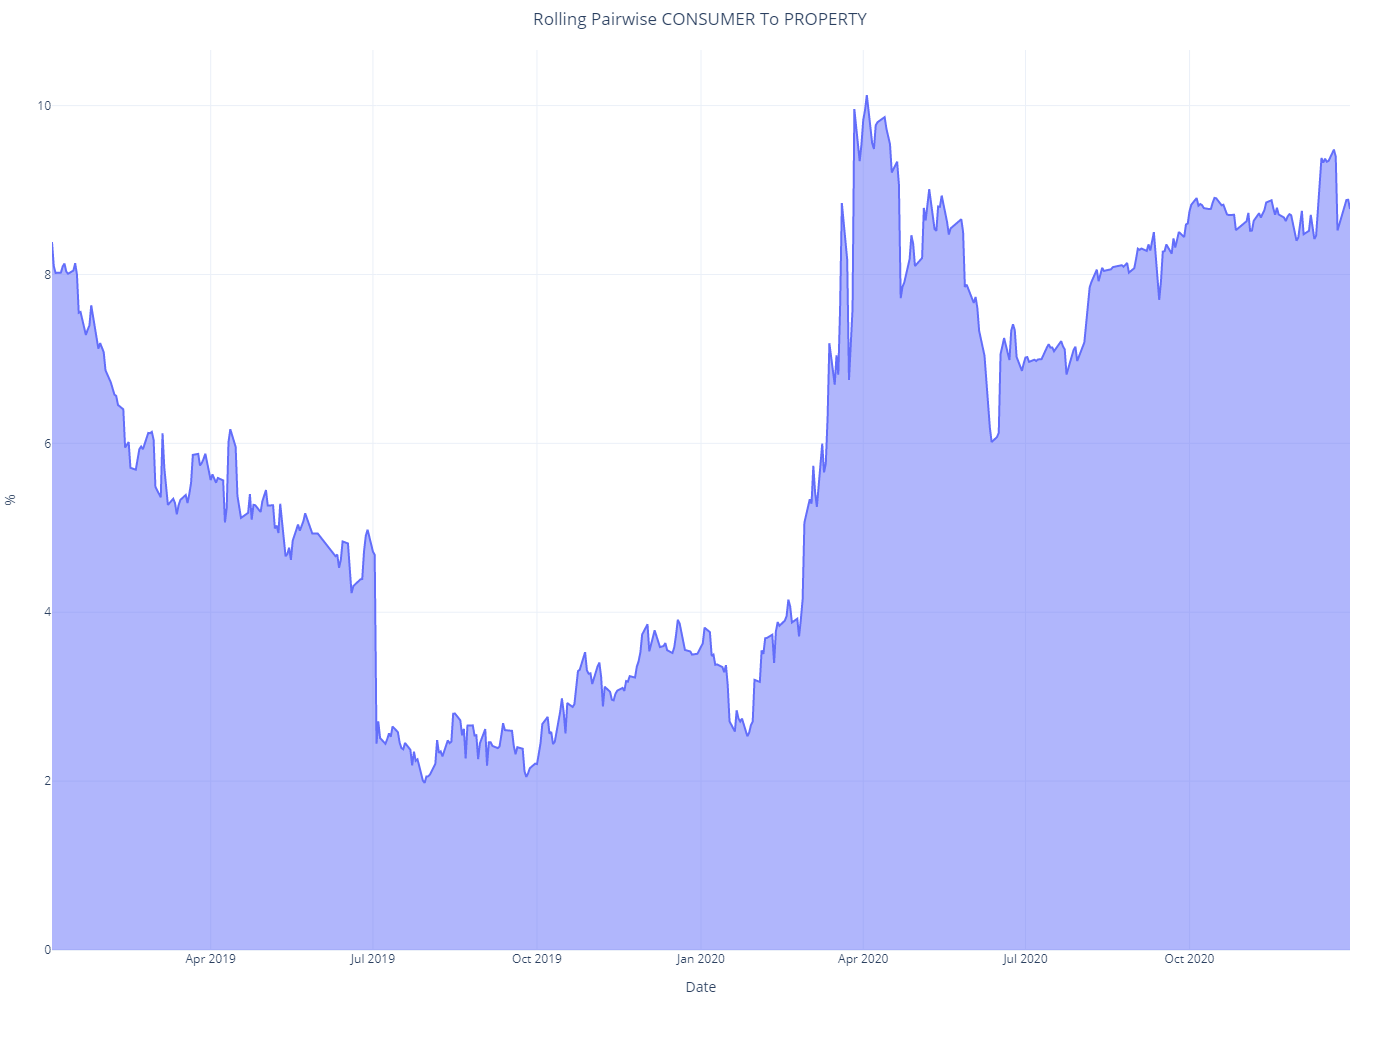 Rolling Pairwise CONSUMER To PROPERTY
10
8
6
4
2
0
%
Apr 2019
Jul 2019
Oct 2019
Jan 2020
Apr 2020
Jul 2020
Oct 2020
Date